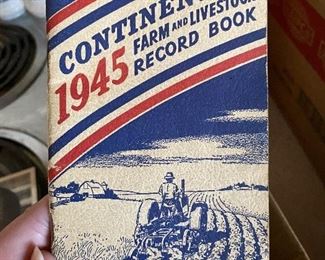 CONTINEN
1945 FARM AND LIVESTOCK
RECORD BOOK